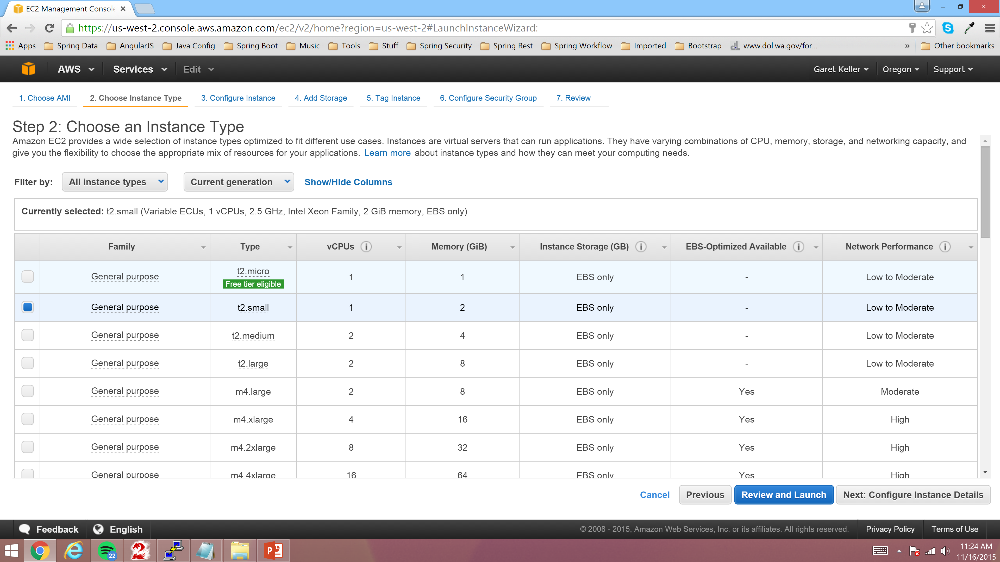 EC2 Management Console
https://us-west-2.console.aws.amazon.com/ec2/v2/home?region=us-west-2#LaunchInstanceWizard:
Apps Spring Data AngularJS Java Config Spring Boot Music Tools Stuff Spring Security Spring Rest Spring Workflow Imported Bootstrap www.dol.wa.gov/for... » Other bookmarks
AWS Services Edit Garet Keller Oregon Support
1. Choose AMI 2. Choose Instance Type 3. Configure Instance 4. Add Storage 5. Tag Instance 6. Configure Security Group 7. Review
Step 2: Choose an Instance Type
Amazon EC2 provides a wide selection of instance types optimized to fit different use cases. Instances are virtual servers that can run applications. They have varying combinations of CPU, memory, storage, and networking capacity, and
give you the flexibility to choose the appropriate mix of resources for your applications. Learn more about instance types and how they can meet your computing needs.
Filter by: All instance types Current generation Show/Hide Columns
Currently selected: t2.small (Variable ECUs, 1 vCPUs, 2.5 GHz, Intel Xeon Family, 2 GiB memory, EBS only)
Family Type vCPUs i Memory (GiB) Instance Storage (GB) i EBS-Optimized Available i Network Performance i
General purpose t2.micro 1 1 EBS only - Low to Moderate
Free tier eligible
General purpose t2.small 1 2 EBS only - Low to Moderate
General purpose t2.medium 2 4 EBS only - Low to Moderate
General purpose t2.large 2 8 EBS only - Low to Moderate
General purpose m4.large 2 8 EBS only Yes Moderate
General purpose m4.xlarge 4 16 EBS only Yes High
General purpose m4.2xlarge 8 32 EBS only Yes High
General purpose m4.4xlarge 16 64 EBS only Yes High
Cancel Previous Review and Launch Next: Configure Instance Details
Feedback English © 2008 - 2015, Amazon Web Services, Inc. or its affiliates. All rights reserved. Privacy Policy Terms of Use
22
11:24 AM
11/16/2015